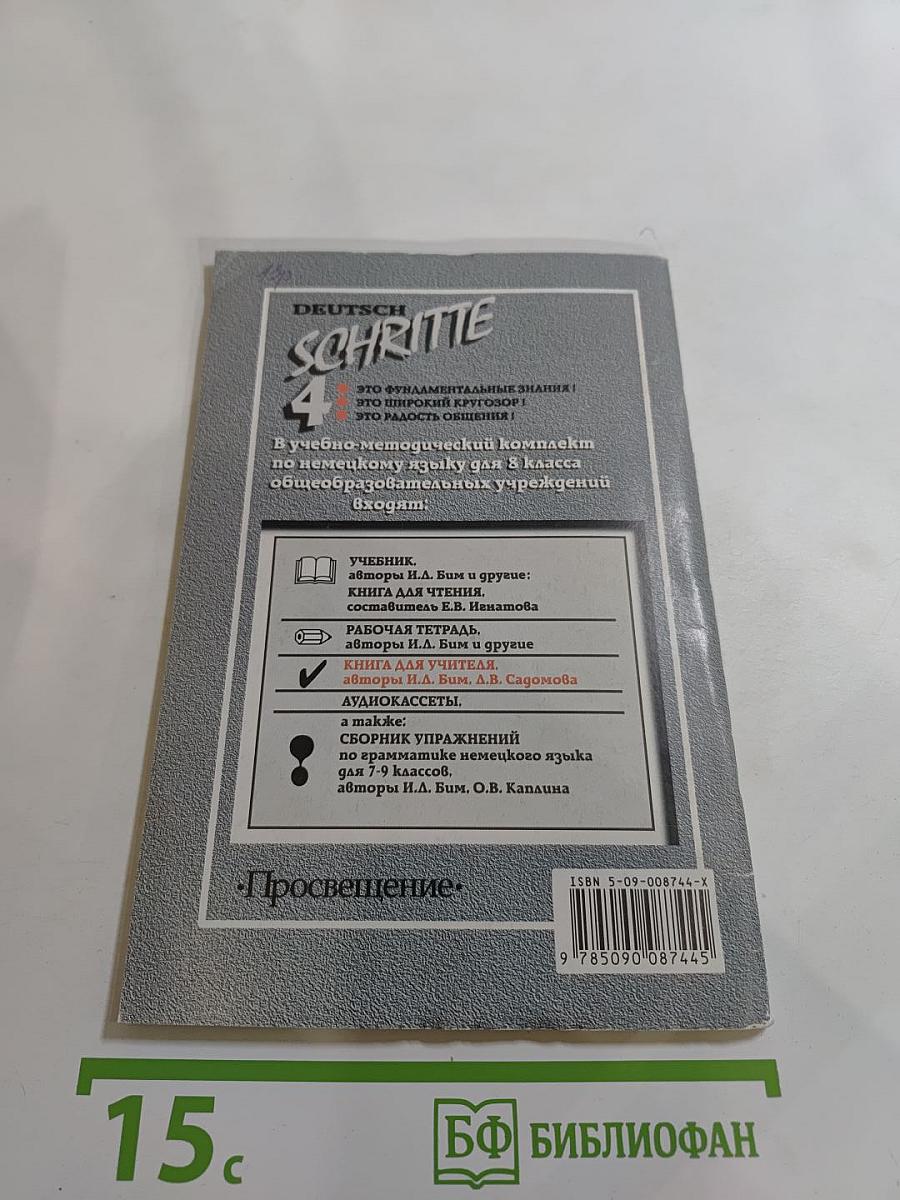 DEUTSCH
SCHRITTE
4
ЭТО ФУНДАМЕНТАЛЬНЫЕ ЗНАНИЯ!
ЭТО ШИРОКИЙ КРУГОЗОР!
ЭТО РАДОСТЬ ОБЩЕНИЯ!
В учебно-методический комплект
по немецкому языку для 8 класса
общеобразовательных учреждений
входят:
УЧЕБНИК,
авторы И.Л. Бим и другие:
КНИГА ДЛЯ ЧТЕНИЯ,
составитель Е.В. Игнатова
РАБОЧАЯ ТЕТРАДЬ,
авторы И.Л. Бим и другие
КНИГА ДЛЯ УЧИТЕЛЯ,
авторы И.Л. Бим, Л.В. Садомова
АУДИОКАССЕТЫ,
а также:
СБОРНИК УПРАЖНЕНИЙ
по грамматике немецкого языка
для 7-9 классов,
авторы И.Л. Бим, О.В. Каплина
·Просвещение·
ISBN 5-09-008744-X
9 785090 087445
15 с
БФ БИБЛИОФАН